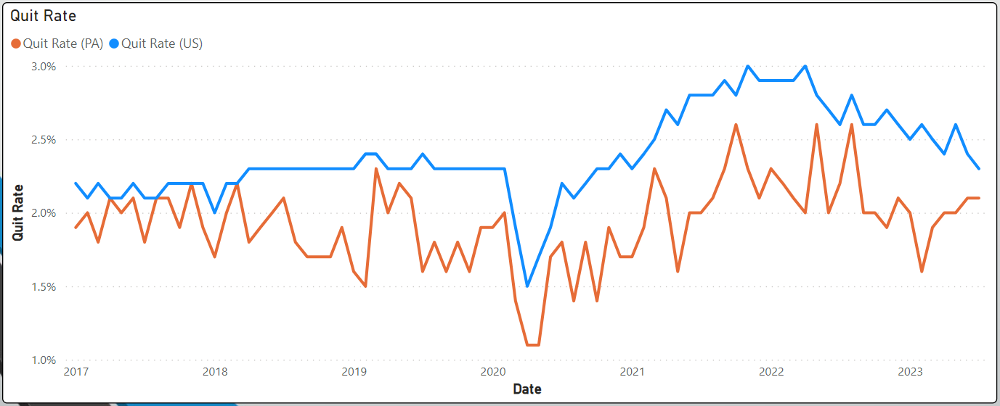 Quit Rate
Quit Rate (PA) Quit Rate (US)
3.0%
2.5%
2.0%
1.5%
1.0%
Quit Rate
2017 2018 2019 2020 2021 2022 2023
Date